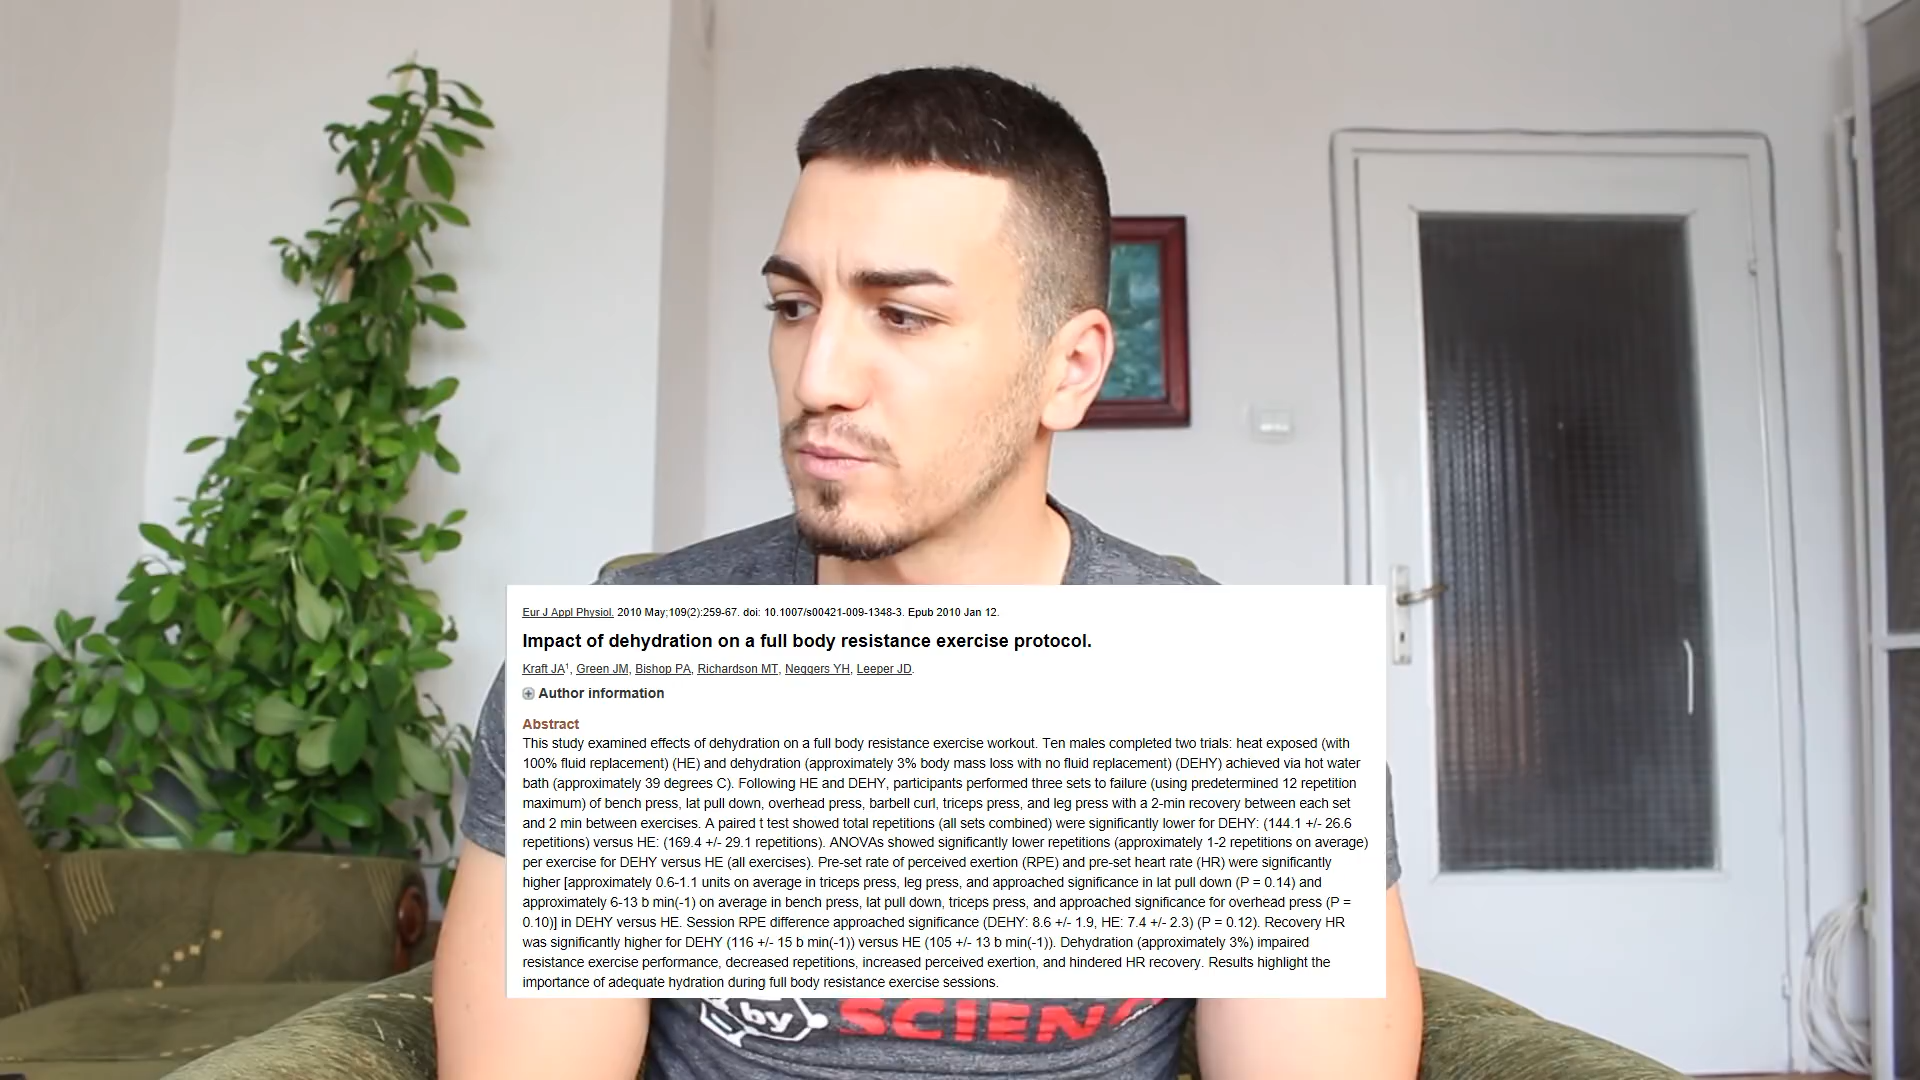 Eur J Appl Physiol. 2010 May;109(2):259-67. doi: 10.1007/s00421-009-1348-3. Epub 2010 Jan 12.
Impact of dehydration on a full body resistance exercise protocol.
Kraft JA1, Green JM, Bishop PA, Richardson MT, Neggers YH, Leeper JD.
Author information
Abstract
This study examined effects of dehydration on a full body resistance exercise workout. Ten males completed two trials: heat exposed (with
100% fluid replacement) (HE) and dehydration (approximately 3% body mass loss with no fluid replacement) (DEHY) achieved via hot water
bath (approximately 39 degrees C). Following HE and DEHY, participants performed three sets to failure (using predetermined 12 repetition
maximum) of bench press, lat pull down, overhead press, barbell curl, triceps press, and leg press with a 2-min recovery between each set
and 2 min between exercises. A paired t test showed total repetitions (all sets combined) were significantly lower for DEHY: (144.1 +/- 26.6
repetitions) versus HE: (169.4 +/- 29.1 repetitions). ANOVAs showed significantly lower repetitions (approximately 1-2 repetitions on average)
per exercise for DEHY versus HE (all exercises). Pre-set rate of perceived exertion (RPE) and pre-set heart rate (HR) were significantly
higher [approximately 0.6-1.1 units on average in triceps press, leg press, and approached significance in lat pull down (P = 0.14) and
approximately 6-13 b min(-1) on average in bench press, lat pull down, triceps press, and approached significance for overhead press (P =
0.10)] in DEHY versus HE. Session RPE difference approached significance (DEHY: 8.6 +/- 1.9, HE: 7.4 +/- 2.3) (P = 0.12). Recovery HR
was significantly higher for DEHY (116 +/- 15 b min(-1)) versus HE (105 +/- 13 b min(-1)). Dehydration (approximately 3%) impaired
resistance exercise performance, decreased repetitions, increased perceived exertion, and hindered HR recovery. Results highlight the
importance of adequate hydration during full body resistance exercise sessions.
by SCIEN